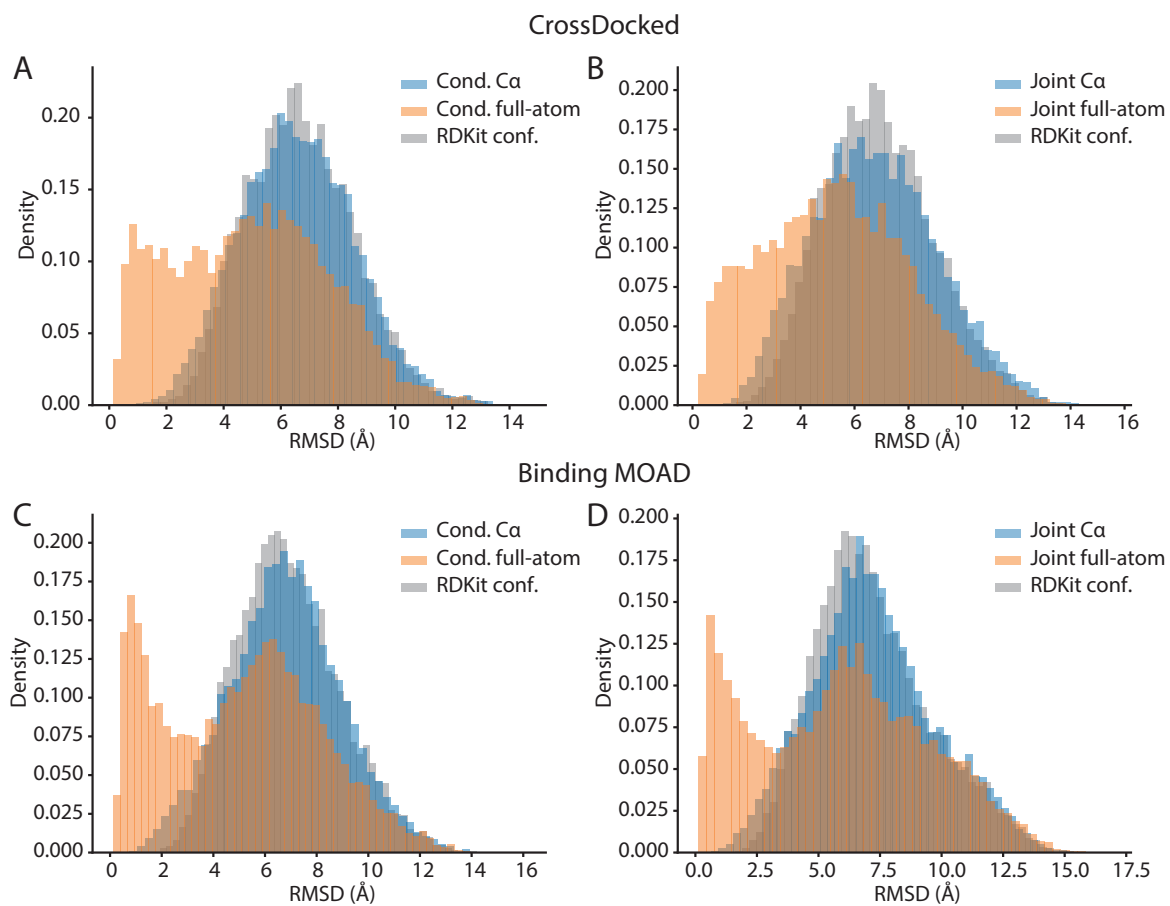 CrossDocked
A
Cond. Cα
Cond. full-atom
RDKit conf.
Density
0.20
0.15
0.10
0.05
0.00
0 2 4 6 8 10 12 14
RMSD (Å)
B
Joint Cα
Joint full-atom
RDKit conf.
Density
0.200
0.175
0.150
0.125
0.100
0.075
0.050
0.025
0.000
0 2 4 6 8 10 12 14 16
RMSD (Å)
Binding MOAD
C
Cond. Cα
Cond. full-atom
RDKit conf.
Density
0.200
0.175
0.150
0.125
0.100
0.075
0.050
0.025
0.000
0 2 4 6 8 10 12 14 16
RMSD (Å)
D
Joint Cα
Joint full-atom
RDKit conf.
Density
0.200
0.175
0.150
0.125
0.100
0.075
0.050
0.025
0.000
0.0 2.5 5.0 7.5 10.0 12.5 15.0 17.5
RMSD (Å)